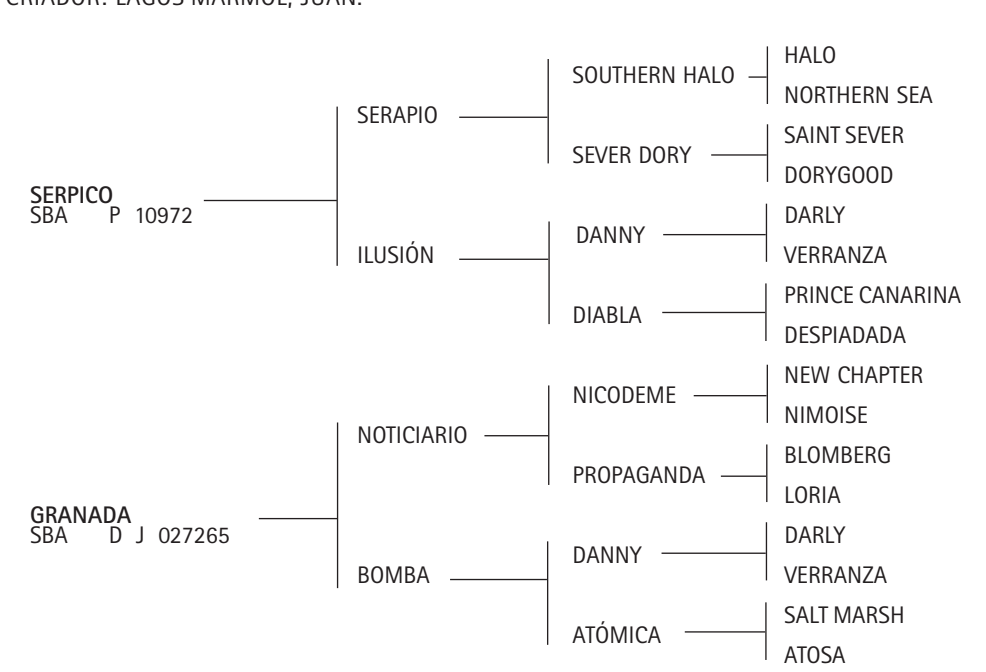 CRIADOR: LAGOS MARMOL, JUAN.
HALO
SOUTHERN HALO
NORTHERN SEA
SERAPIO
SAINT SEVER
SEVER DORY
DORYGOOD
SERPICO
SBA P 10972
DARLY
DANNY
VERRANZA
ILUSIÓN
PRINCE CANARINA
DIABLA
DESPIADADA
NEW CHAPTER
NICODEME
NIMOISE
NOTICIARIO
BLOMBERG
PROPAGANDA
LORIA
GRANADA
SBA D J 027265
DARLY
DANNY
VERRANZA
BOMBA
SALT MARSH
ATÓMICA
ATOSA